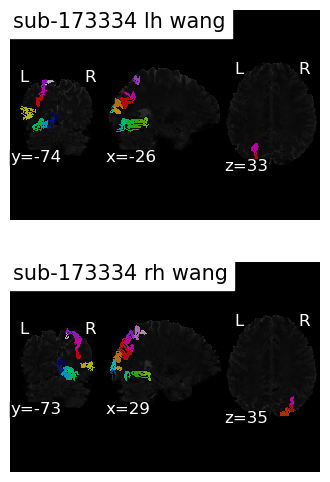 sub-173334 lh wang
L R
L R
y=-74
x=-26
z=33
sub-173334 rh wang
L R
L R
y=-73
x=29
z=35